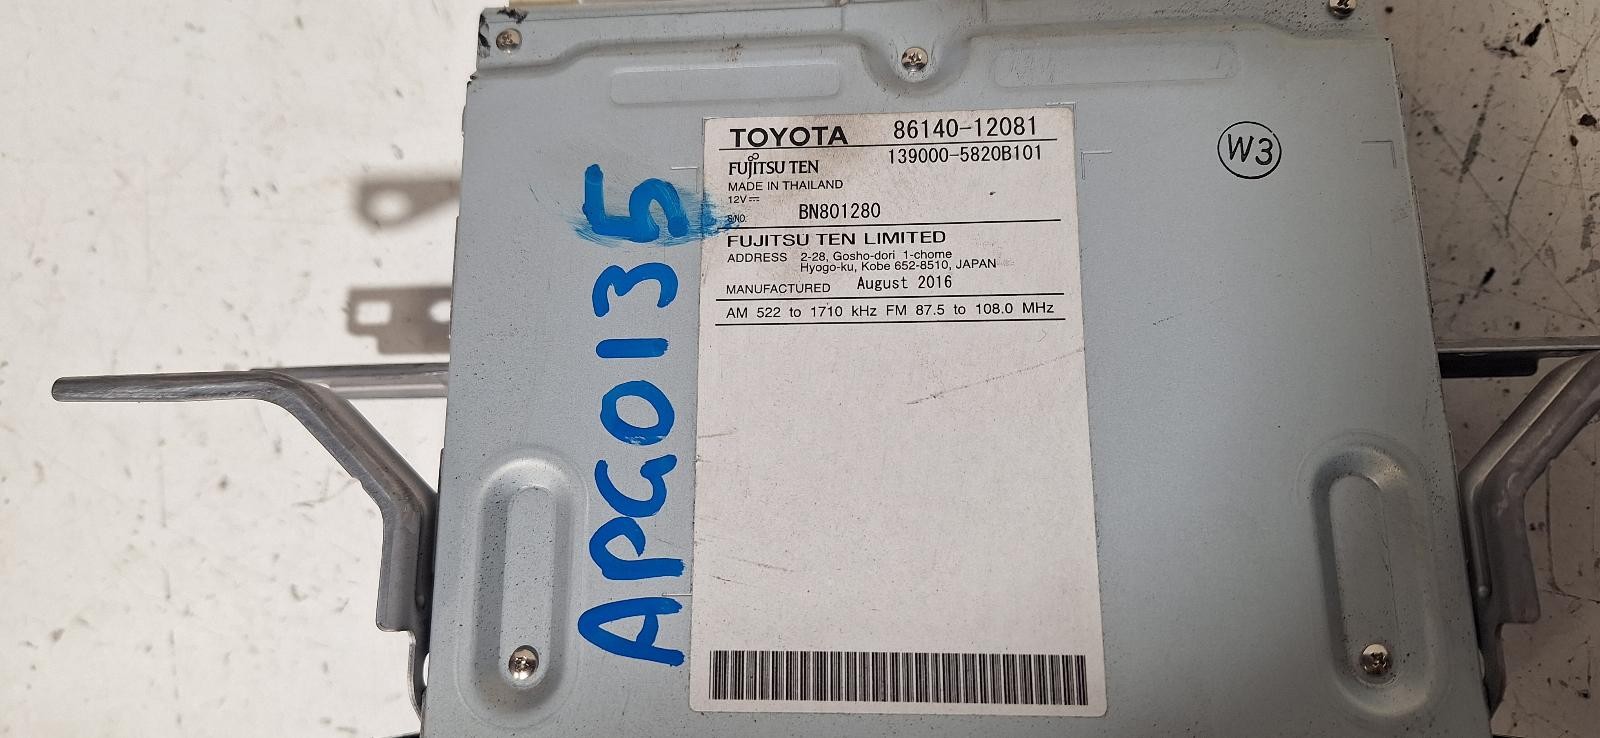 TOYOTA 86140-12081
FUJITSU TEN 139000-5820B101
MADE IN THAILAND
12V⎓
S/NO. BN801280
FUJITSU TEN LIMITED
ADDRESS 2-28, Gosho-dori 1-chome
Hyogo-ku, Kobe 652-8510, JAPAN
MANUFACTURED August 2016
AM 522 to 1710 kHz FM 87.5 to 108.0 MHz
W3
APG0135